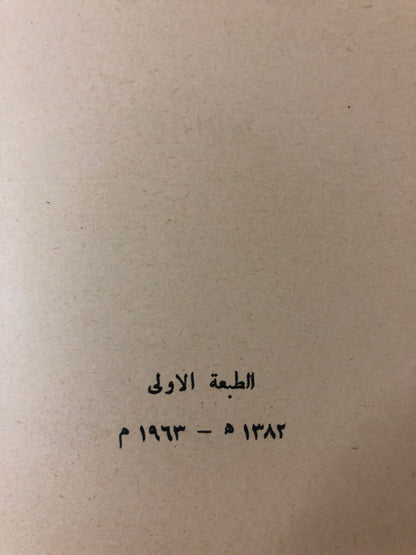 الطبعة الاولى
١٣٨٢ ه – ١٩٦٣ م